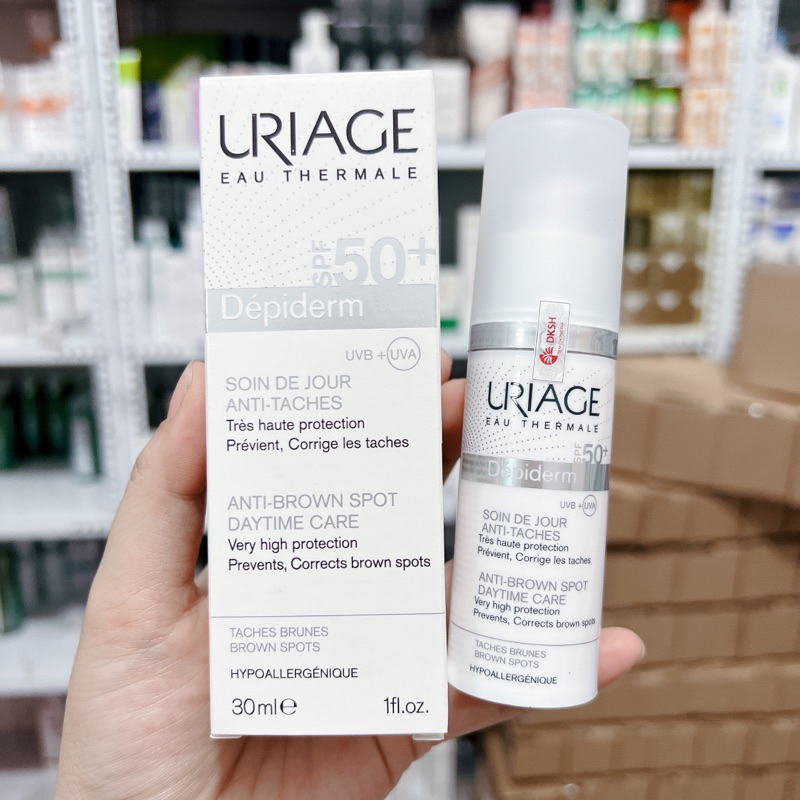 URIAGE
EAU THERMALE
SPF 50+
Dépiderm
UVB + UVA
SOIN DE JOUR
ANTI-TACHES
Très haute protection
Prévient, Corrige les taches
ANTI-BROWN SPOT
DAYTIME CARE
Very high protection
Prevents, Corrects brown spots
TACHES BRUNES
BROWN SPOTS
HYPOALLERGÉNIQUE
30ml e 1fl.oz.
DKSH
URIAGE
EAU THERMALE
SPF 50+
Dépiderm
UVB + UVA
SOIN DE JOUR
ANTI-TACHES
Très haute protection
Prévient, Corrige les taches
ANTI-BROWN SPOT
DAYTIME CARE
Very high protection
Prevents, Corrects brown spots
TACHES BRUNES
BROWN SPOTS
HYPOALLERGÉNIQUE